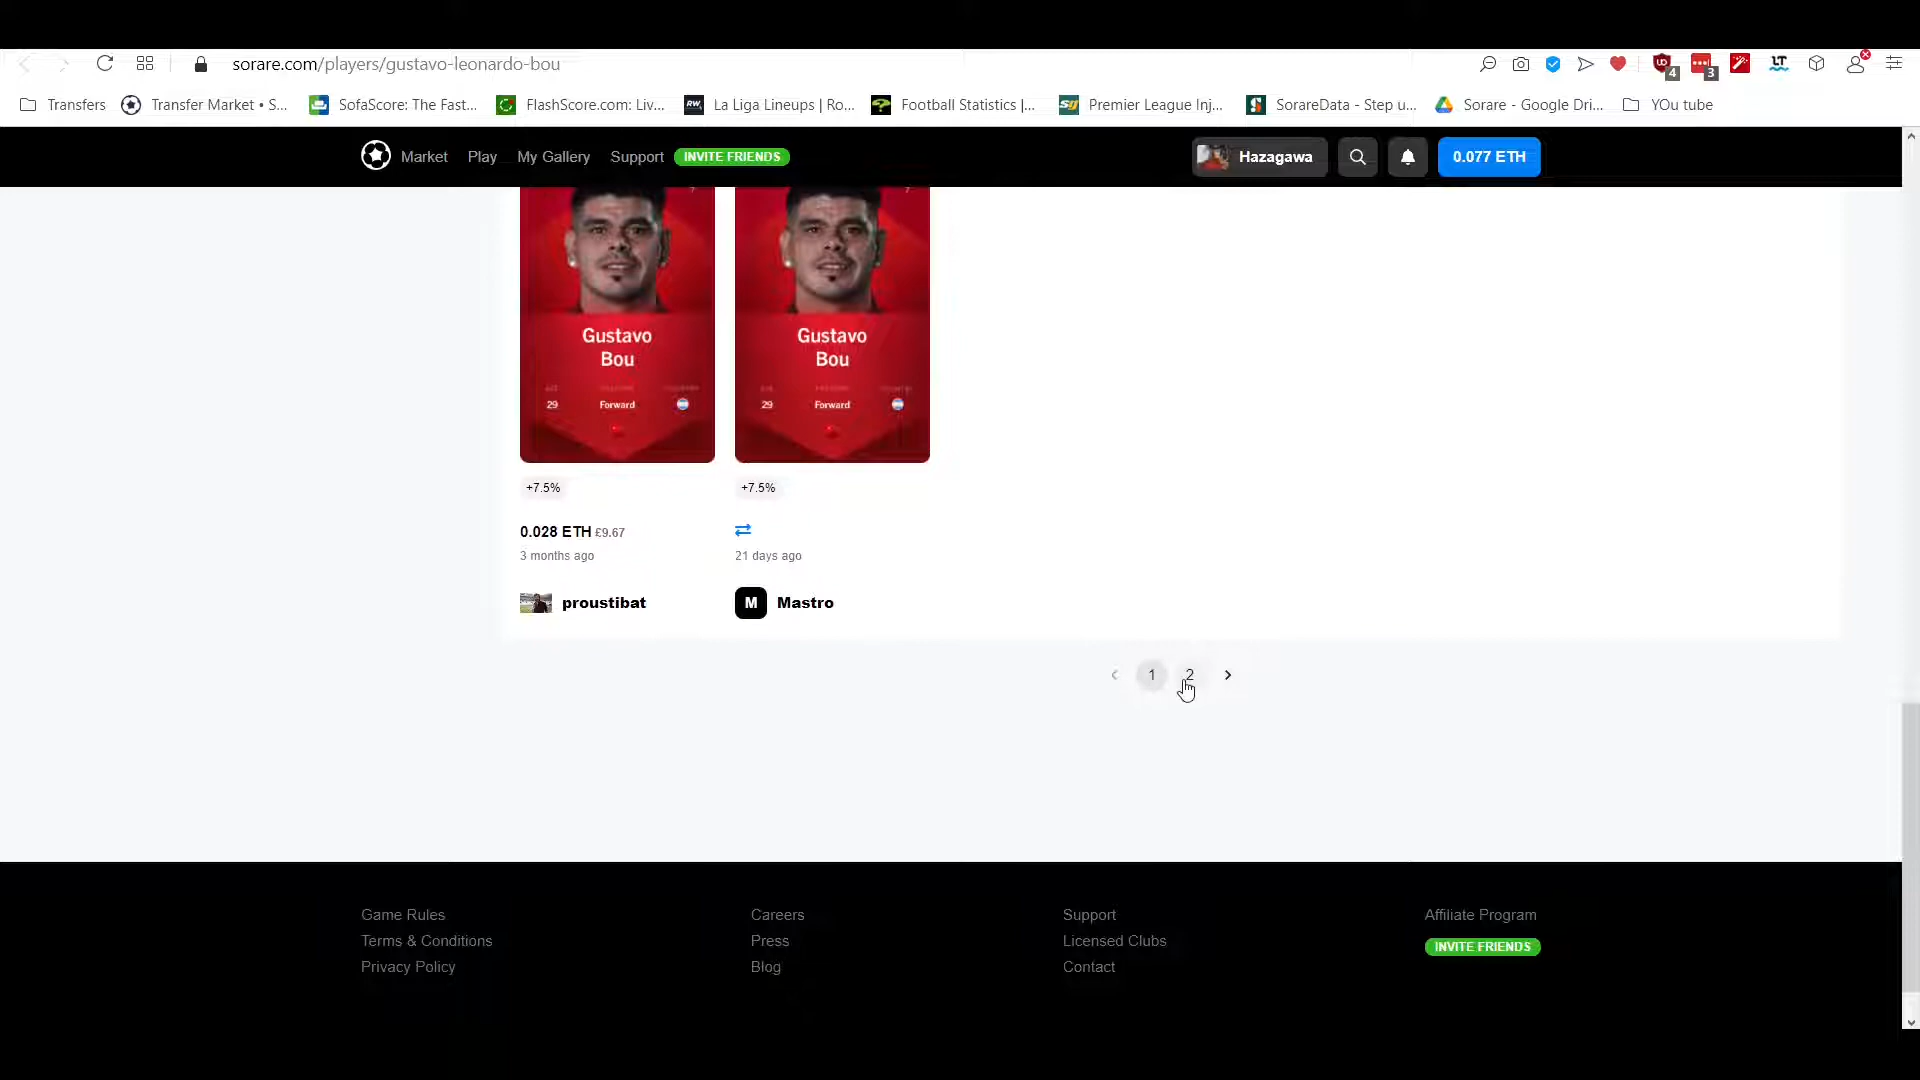 sorare.com/players/gustavo-leonardo-bou
4
3
LT
Transfers
Transfer Market • S...
SofaScore: The Fast...
FlashScore.com: Liv...
RW
La Liga Lineups | Ro...
Football Statistics |...
Premier League Inj...
SorareData - Step u...
Sorare - Google Dri...
YOu tube
Market
Play
My Gallery
Support
INVITE FRIENDS
Hazagawa
0.077 ETH
Gustavo
Bou
29
Forward
Gustavo
Bou
29
Forward
+7.5%
+7.5%
0.028 ETH £9.67
3 months ago
21 days ago
proustibat
M
Mastro
1
2
Game Rules
Terms & Conditions
Privacy Policy
Careers
Press
Blog
Support
Licensed Clubs
Contact
Affiliate Program
INVITE FRIENDS